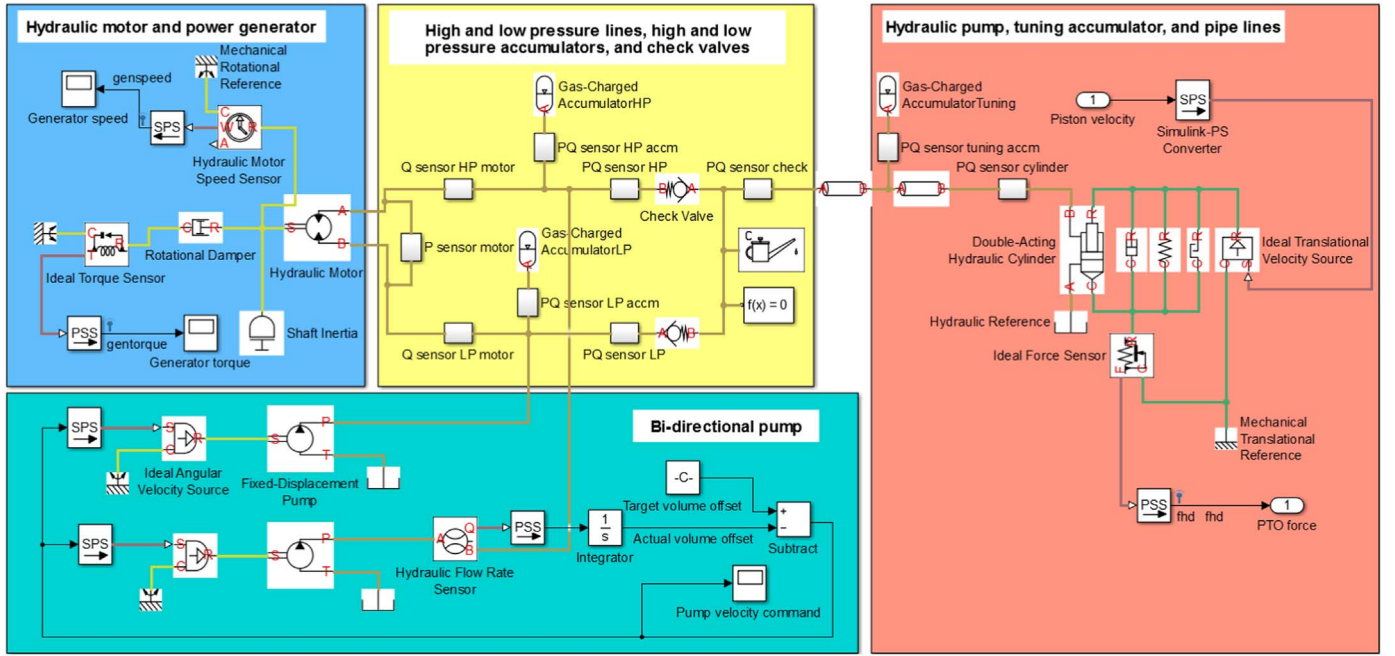 Hydraulic motor and power generator
Mechanical
Rotational
Reference
genspeed
Generator speed
SPS
C
W
R
A
Hydraulic Motor
Speed Sensor
C
R
T
Ideal Torque Sensor
C
R
Rotational Damper
S
A
B
Hydraulic Motor
PSS
gentorque
Generator torque
Shaft Inertia
High and low pressure lines, high and low
pressure accumulators, and check valves
Gas-Charged
AccumulatorHP
A
PQ sensor HP accm
Q sensor HP motor
PQ sensor HP
B
A
Check Valve
PQ sensor check
P sensor motor
Gas-Charged
AccumulatorLP
A
PQ sensor LP accm
C
f(x) = 0
Q sensor LP motor
PQ sensor LP
A
B
Hydraulic pump, tuning accumulator, and pipe lines
Gas-Charged
AccumulatorTuning
A
PQ sensor tuning accm
A
B
A
B
PQ sensor cylinder
1
Piston velocity
SPS
Simulink-PS
Converter
B
R
A
C
Double-Acting
Hydraulic Cylinder
R
C
R
C
R
C
R
C
S
Ideal Translational
Velocity Source
Hydraulic Reference
Ideal Force Sensor
R
F
C
Mechanical
Translational
Reference
PSS
fhd fhd
1
PTO force
Bi-directional pump
SPS
S
C
R
Ideal Angular
Velocity Source
S
P
T
Fixed-Displacement
Pump
SPS
S
C
R
S
P
T
A
Q
B
Hydraulic Flow Rate
Sensor
PSS
1
s
Integrator
-C-
Target volume offset
Actual volume offset
+
−
Subtract
Pump velocity command